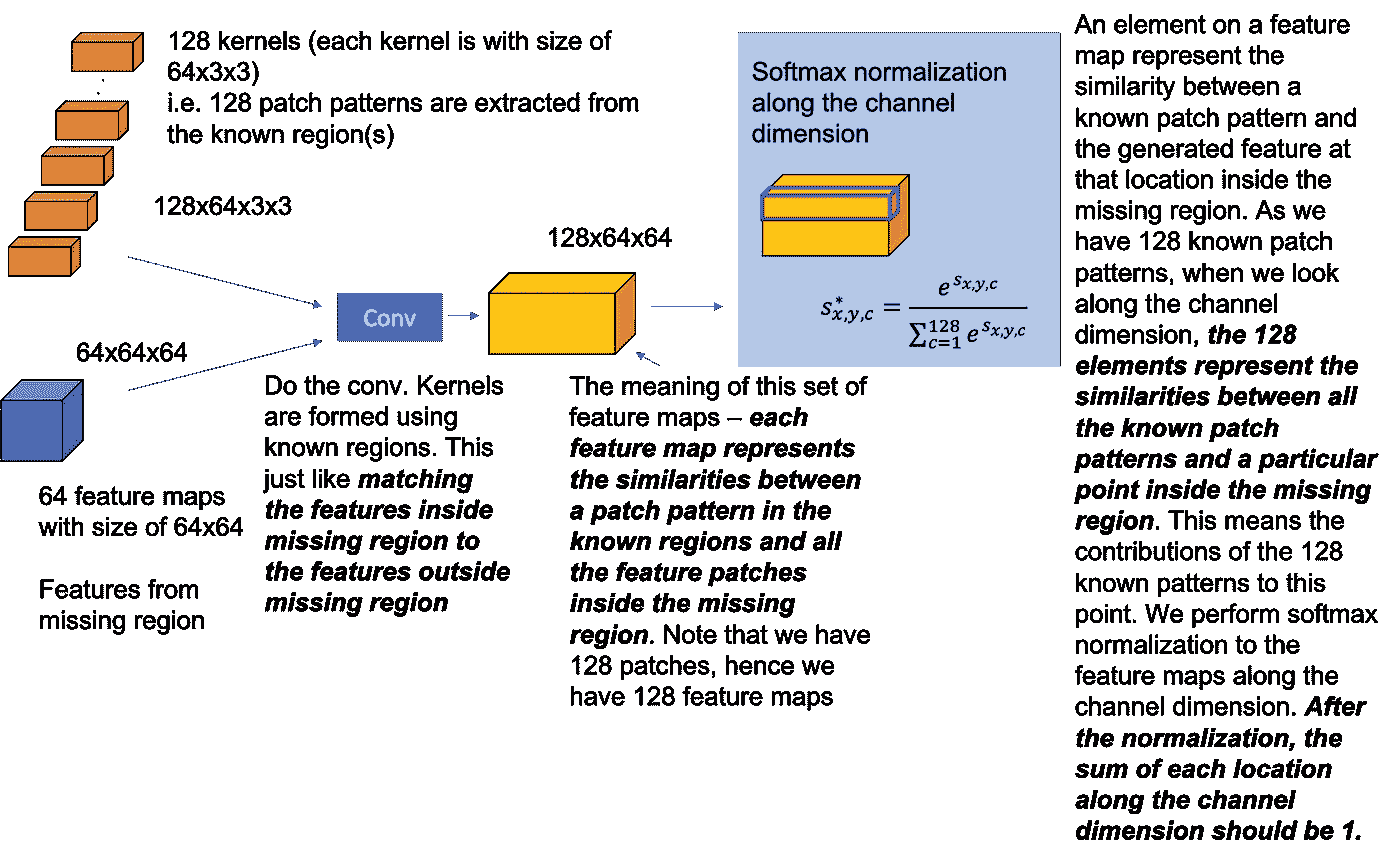 128 kernels (each kernel is with size of
64x3x3)
i.e. 128 patch patterns are extracted from
the known region(s)
128x64x3x3
64x64x64
64 feature maps
with size of 64x64
Features from
missing region
Conv
Do the conv. Kernels
are formed using
known regions. This
just like matching
the features inside
missing region to
the features outside
missing region
128x64x64
The meaning of this set of
feature maps – each
feature map represents
the similarities between
a patch pattern in the
known regions and all
the feature patches
inside the missing
region. Note that we have
128 patches, hence we
have 128 feature maps
Softmax normalization
along the channel
dimension
s*_{x,y,c} = e^{s_{x,y,c}} / ∑_{c=1}^{128} e^{s_{x,y,c}}
An element on a feature
map represent the
similarity between a
known patch pattern and
the generated feature at
that location inside the
missing region. As we
have 128 known patch
patterns, when we look
along the channel
dimension, the 128
elements represent the
similarities between all
the known patch
patterns and a particular
point inside the missing
region. This means the
contributions of the 128
known patterns to this
point. We perform softmax
normalization to the
feature maps along the
channel dimension. After
the normalization, the
sum of each location
along the channel
dimension should be 1.